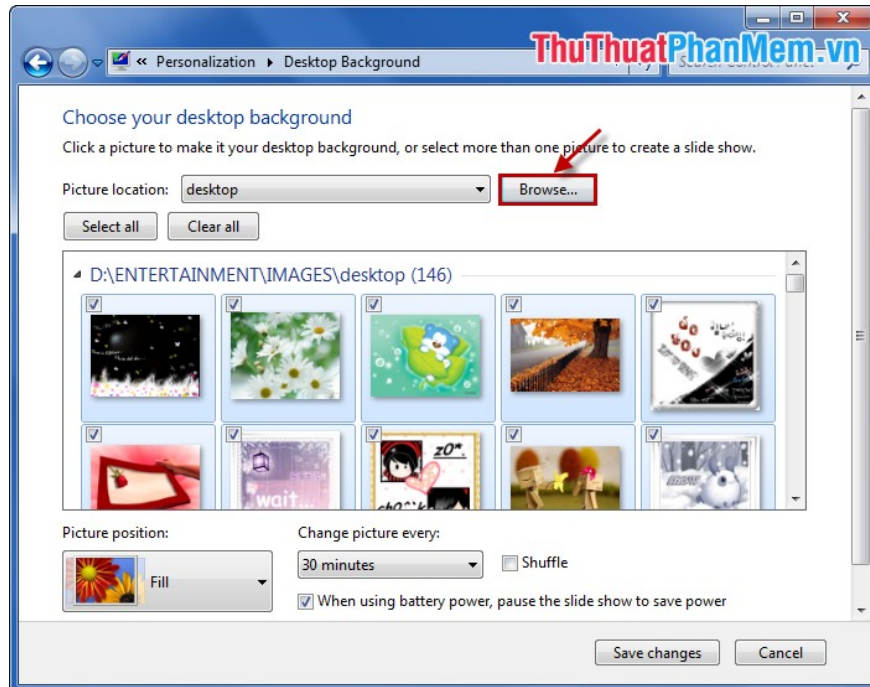 ThuThuatPhanMem.vn
« Personalization ▸ Desktop Background
Choose your desktop background
Click a picture to make it your desktop background, or select more than one picture to create a slide show.
Picture location: desktop Browse...
Select all Clear all
D:\ENTERTAINMENT\IMAGES\desktop (146)
wait...
zO*.
Picture position: Change picture every:
Fill 30 minutes Shuffle
When using battery power, pause the slide show to save power
Save changes Cancel